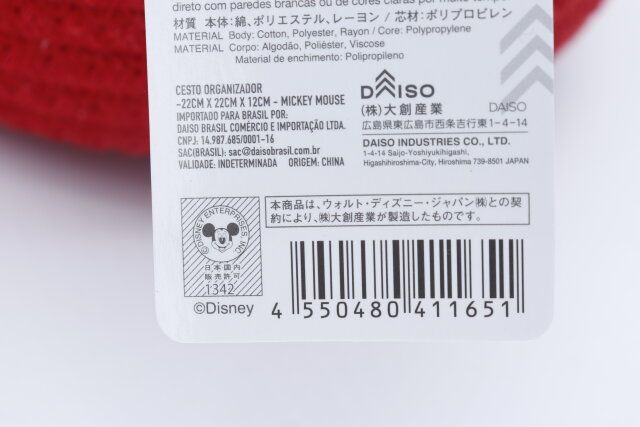 direto com paredes brancas ou de cores claras por muito tempo
材質 本体:綿、ポリエステル、レーヨン / 芯材:ポリプロピレン
MATERIAL Body: Cotton, Polyester, Rayon / Core: Polypropylene
MATERIAL Corpo: Algodão, Poliéster, Viscose
Material de enchimento: Polipropileno
CESTO ORGANIZADOR
~22CM X 22CM X 12CM - MICKEY MOUSE
IMPORTADO PARA BRASIL POR:
DAISO BRASIL COMÉRCIO E IMPORTAÇÃO LTDA.
CNPJ: 14.987.685/0001-16
SAC(BRASIL): sac@daisobrasil.com.br
VALIDADE: INDETERMINADA ORIGEM: CHINA
DAISO
(株)大創産業 DAISO
広島県東広島市西条吉行東1-4-14
DAISO INDUSTRIES CO., LTD.
1-4-14 Saijo-Yoshiyukihigashi,
Higashihiroshima-City, Hiroshima 739-8501 JAPAN
本商品は、ウォルト・ディズニー・ジャパン(株)との契
約により、(株)大創産業が製造したものです。
©DISNEY ENTERPRISES, INC.
日本国内
販売許可
1342
©Disney
4 550480 411651